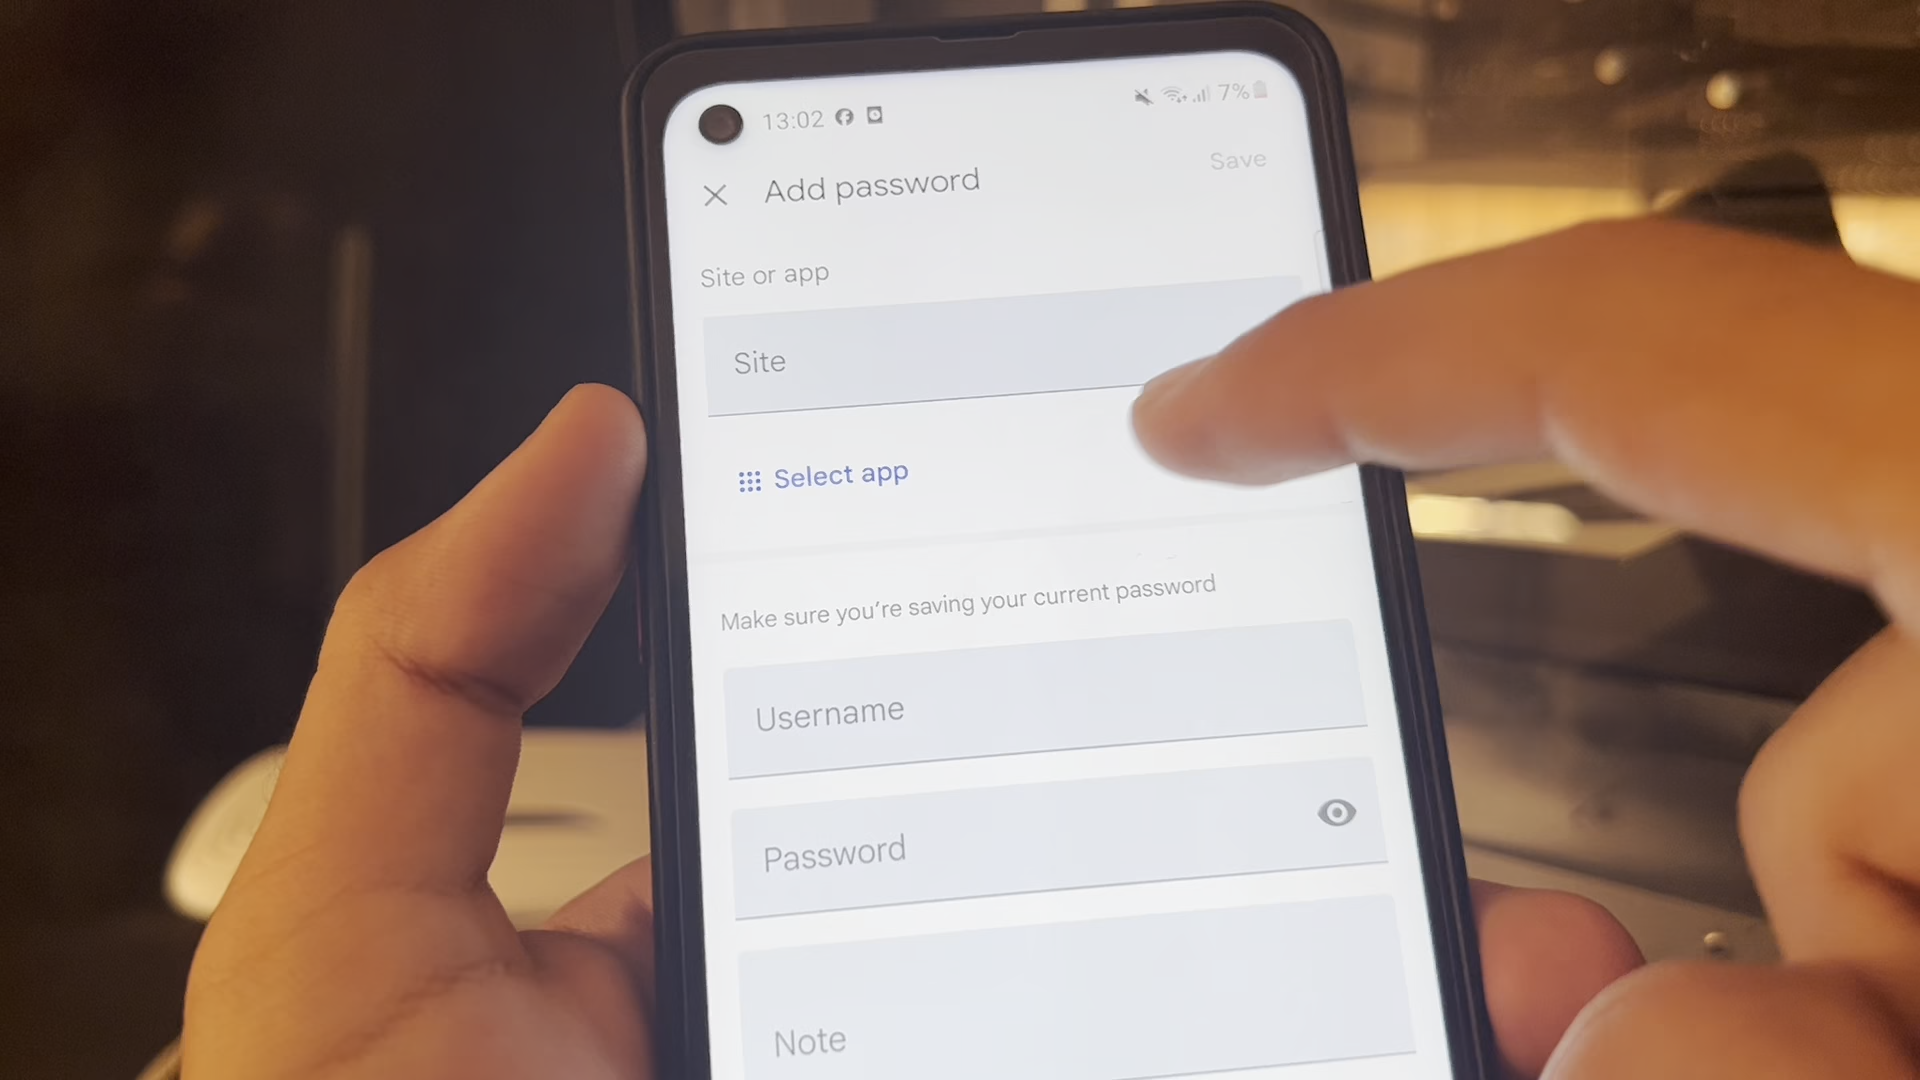 13:02
7%
Add password
Save
Site or app
Site
Select app
Make sure you're saving your current password
Username
Password
Note